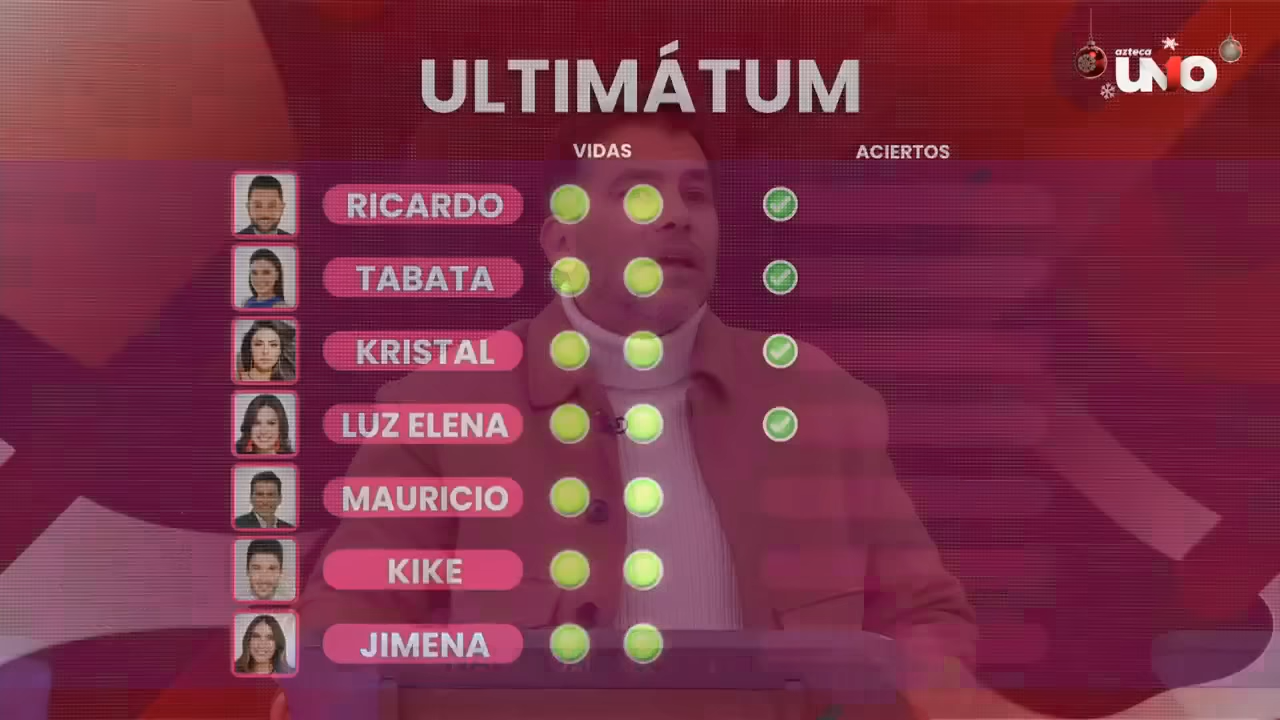 azteca
UNO
ULTIMÁTUM
VIDAS ACIERTOS
RICARDO
TABATA
KRISTAL
LUZ ELENA
MAURICIO
KIKE
JIMENA